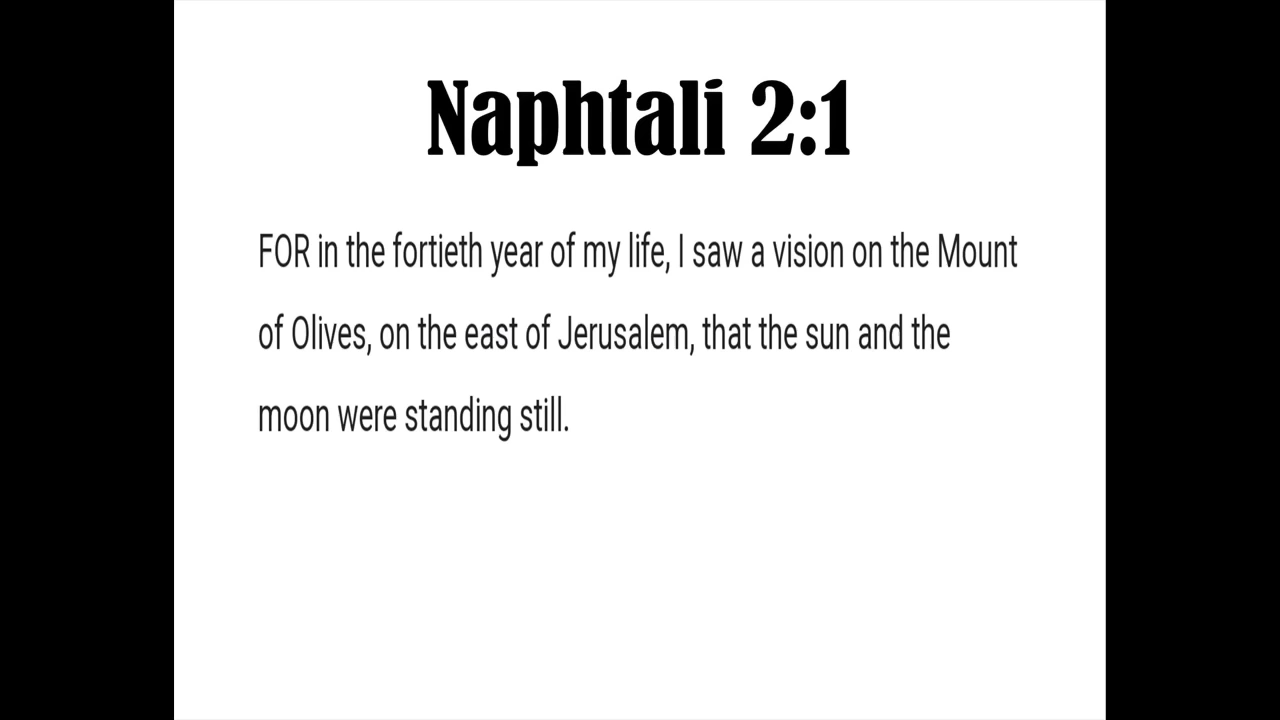 Naphtali 2:1
FOR in the fortieth year of my life, I saw a vision on the Mount
of Olives, on the east of Jerusalem, that the sun and the
moon were standing still.